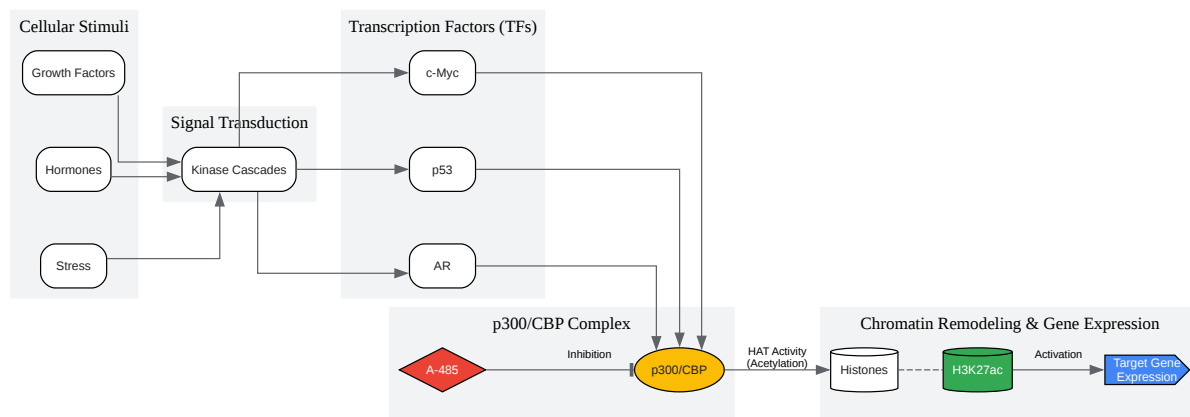 Cellular Stimuli
Transcription Factors (TFs)
Growth Factors
c-Myc
Signal Transduction
Hormones
Kinase Cascades
p53
Stress
AR
p300/CBP Complex
Chromatin Remodeling & Gene Expression
A-485
Inhibition
p300/CBP
HAT Activity
(Acetylation)
Histones
H3K27ac
Activation
Target Gene
Expression